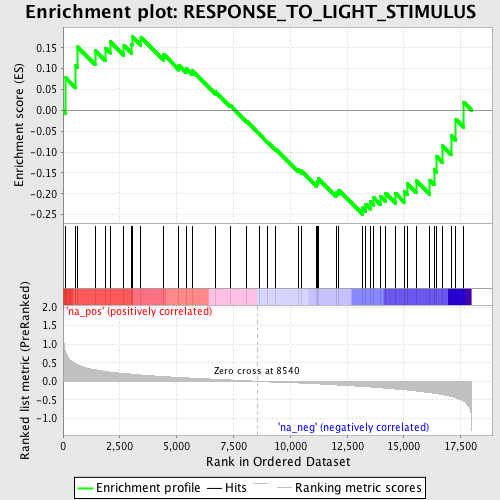 Enrichment plot: RESPONSE_TO_LIGHT_STIMULUS
Enrichment score (ES)
0.15
0.10
0.05
0.00
-0.05
-0.10
-0.15
-0.20
-0.25
'na_pos' (positively correlated)
Ranked list metric (PreRanked)
2.0
1.5
1.0
0.5
0.0
-0.5
-1.0
Zero cross at 8540
'na_neg' (negatively correlated)
0
2,500
5,000
7,500
10,000
12,500
15,000
17,500
Rank in Ordered Dataset
Enrichment profile
Hits
Ranking metric scores